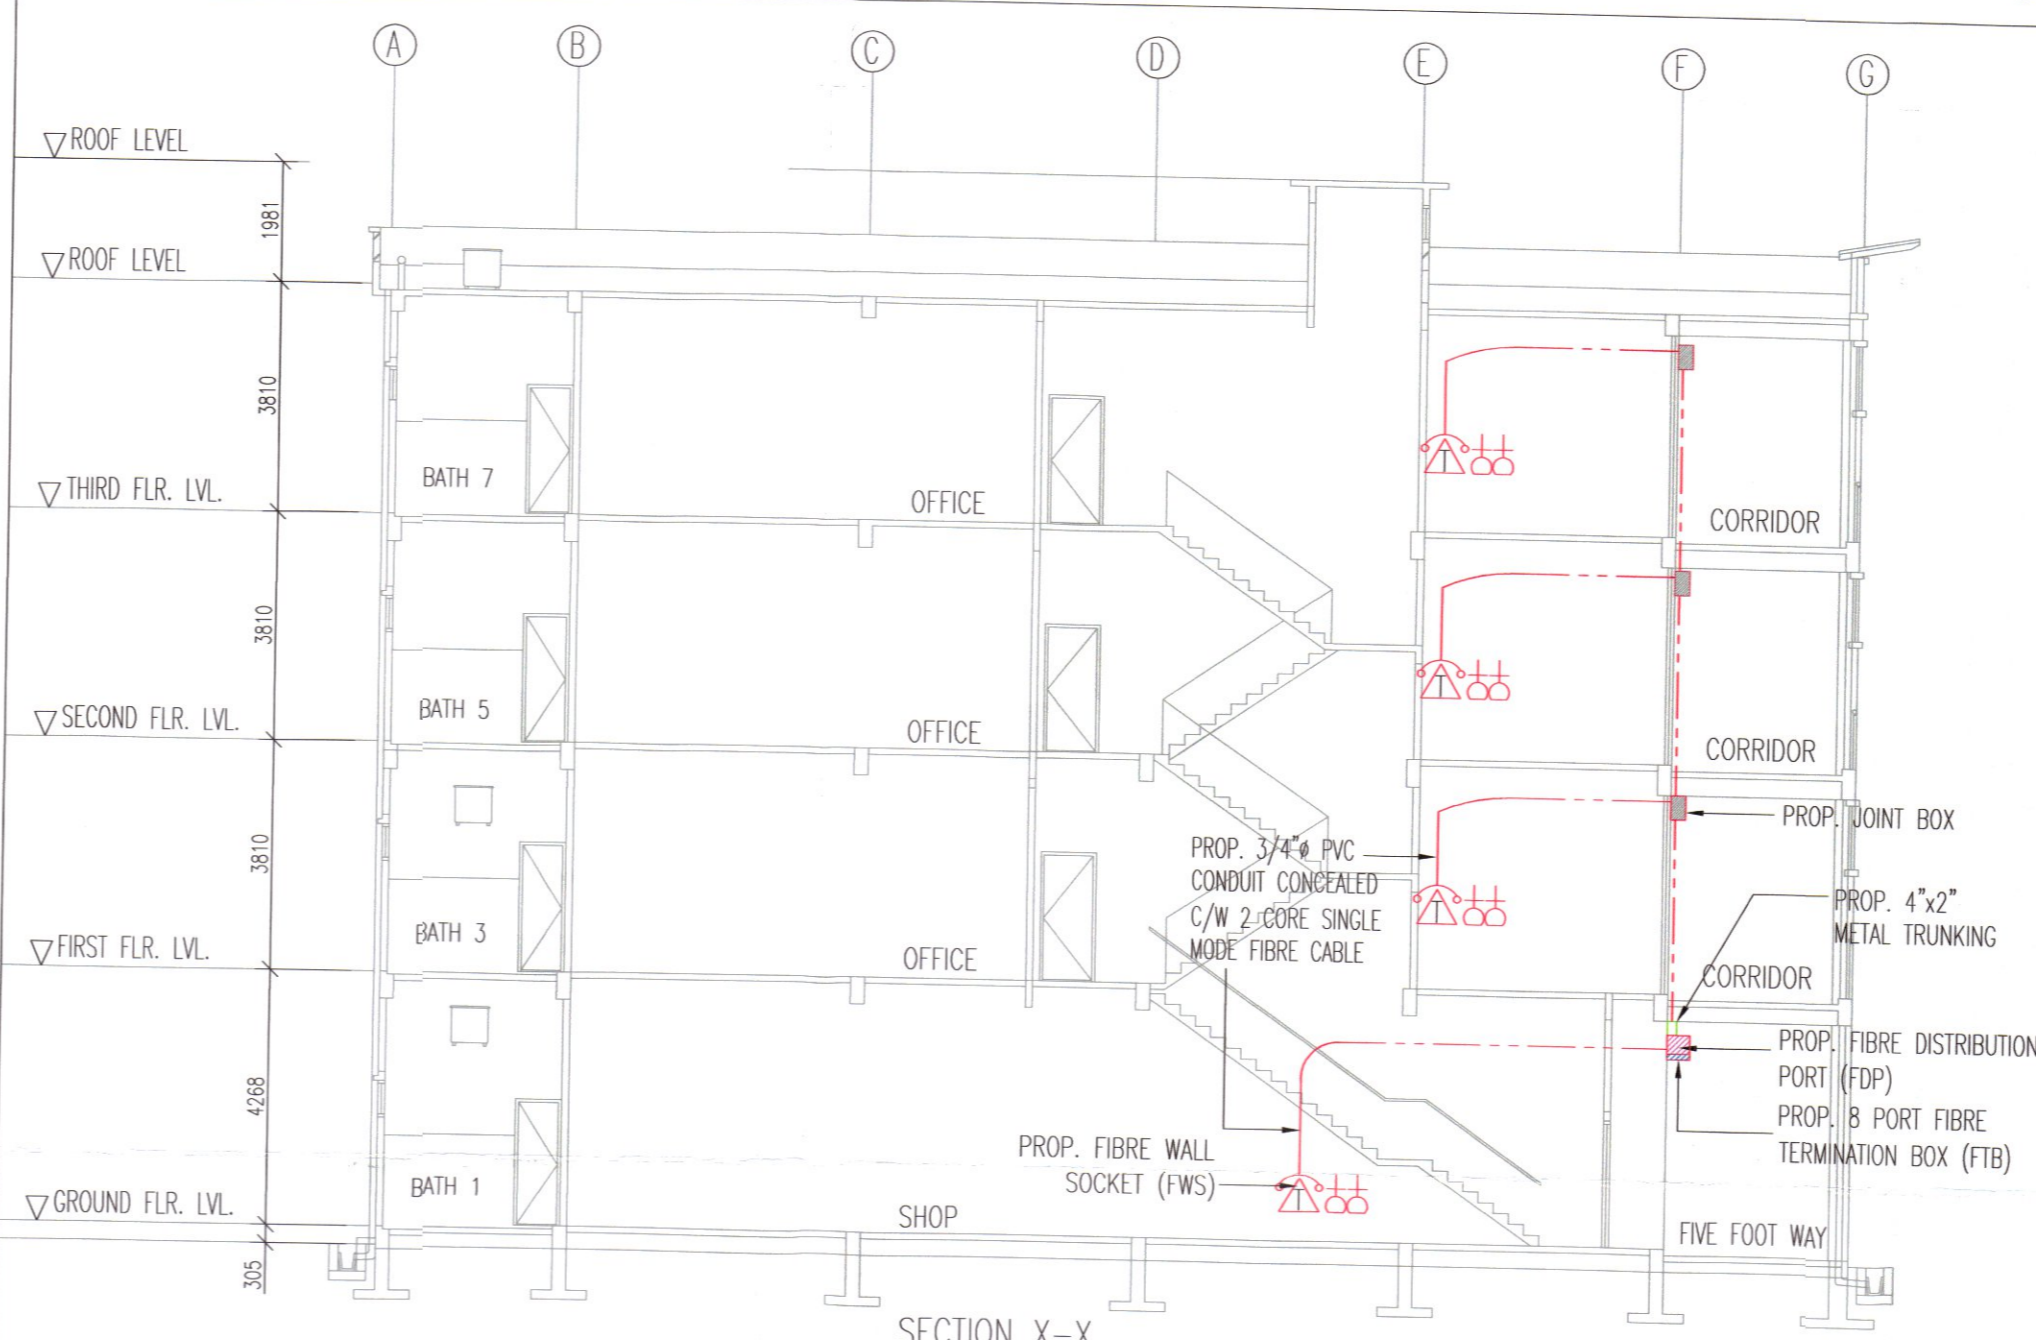 A
B
C
D
E
F
G
ROOF LEVEL
1981
ROOF LEVEL
3810
BATH 7
THIRD FLR. LVL.
OFFICE
T
CORRIDOR
3810
BATH 5
SECOND FLR. LVL.
OFFICE
T
CORRIDOR
3810
PROP. JOINT BOX
PROP. 3/4"ø PVC
CONDUIT CONCEALED
C/W 2 CORE SINGLE
MODE FIBRE CABLE
T
PROP. 4"x2"
METAL TRUNKING
BATH 3
FIRST FLR. LVL.
OFFICE
CORRIDOR
4268
PROP. FIBRE DISTRIBUTION
PORT (FDP)
PROP. 8 PORT FIBRE
TERMINATION BOX (FTB)
PROP. FIBRE WALL
SOCKET (FWS)
T
BATH 1
GROUND FLR. LVL.
SHOP
FIVE FOOT WAY
305
SECTION X-X